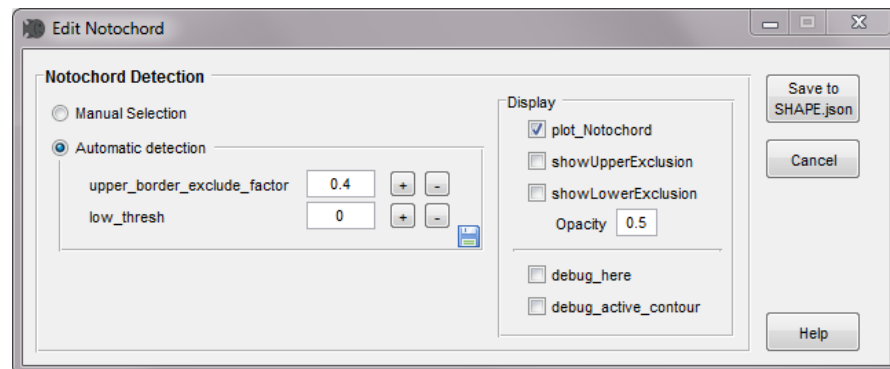 Edit Notochord
Notochord Detection
Manual Selection
Automatic detection
upper_border_exclude_factor 0.4 + -
low_thresh 0 + -
Display
plot_Notochord
showUpperExclusion
showLowerExclusion
Opacity 0.5
debug_here
debug_active_contour
Save to
SHAPE.json
Cancel
Help